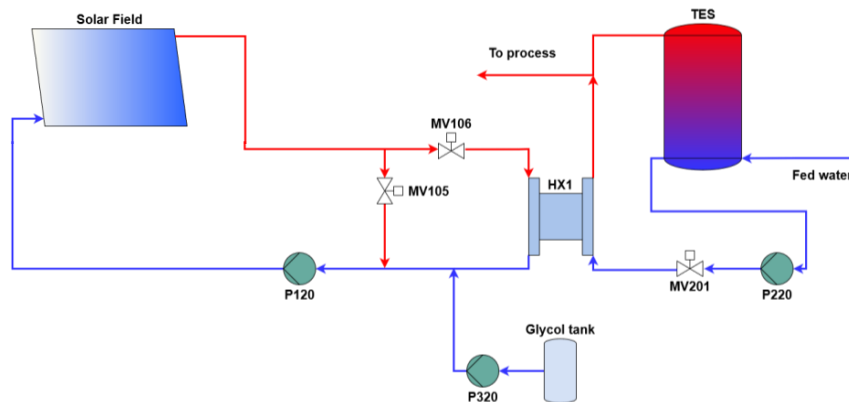 Solar Field
TES
To process
MV106
HX1
MV105
Fed water
P120
MV201
P220
Glycol tank
P320